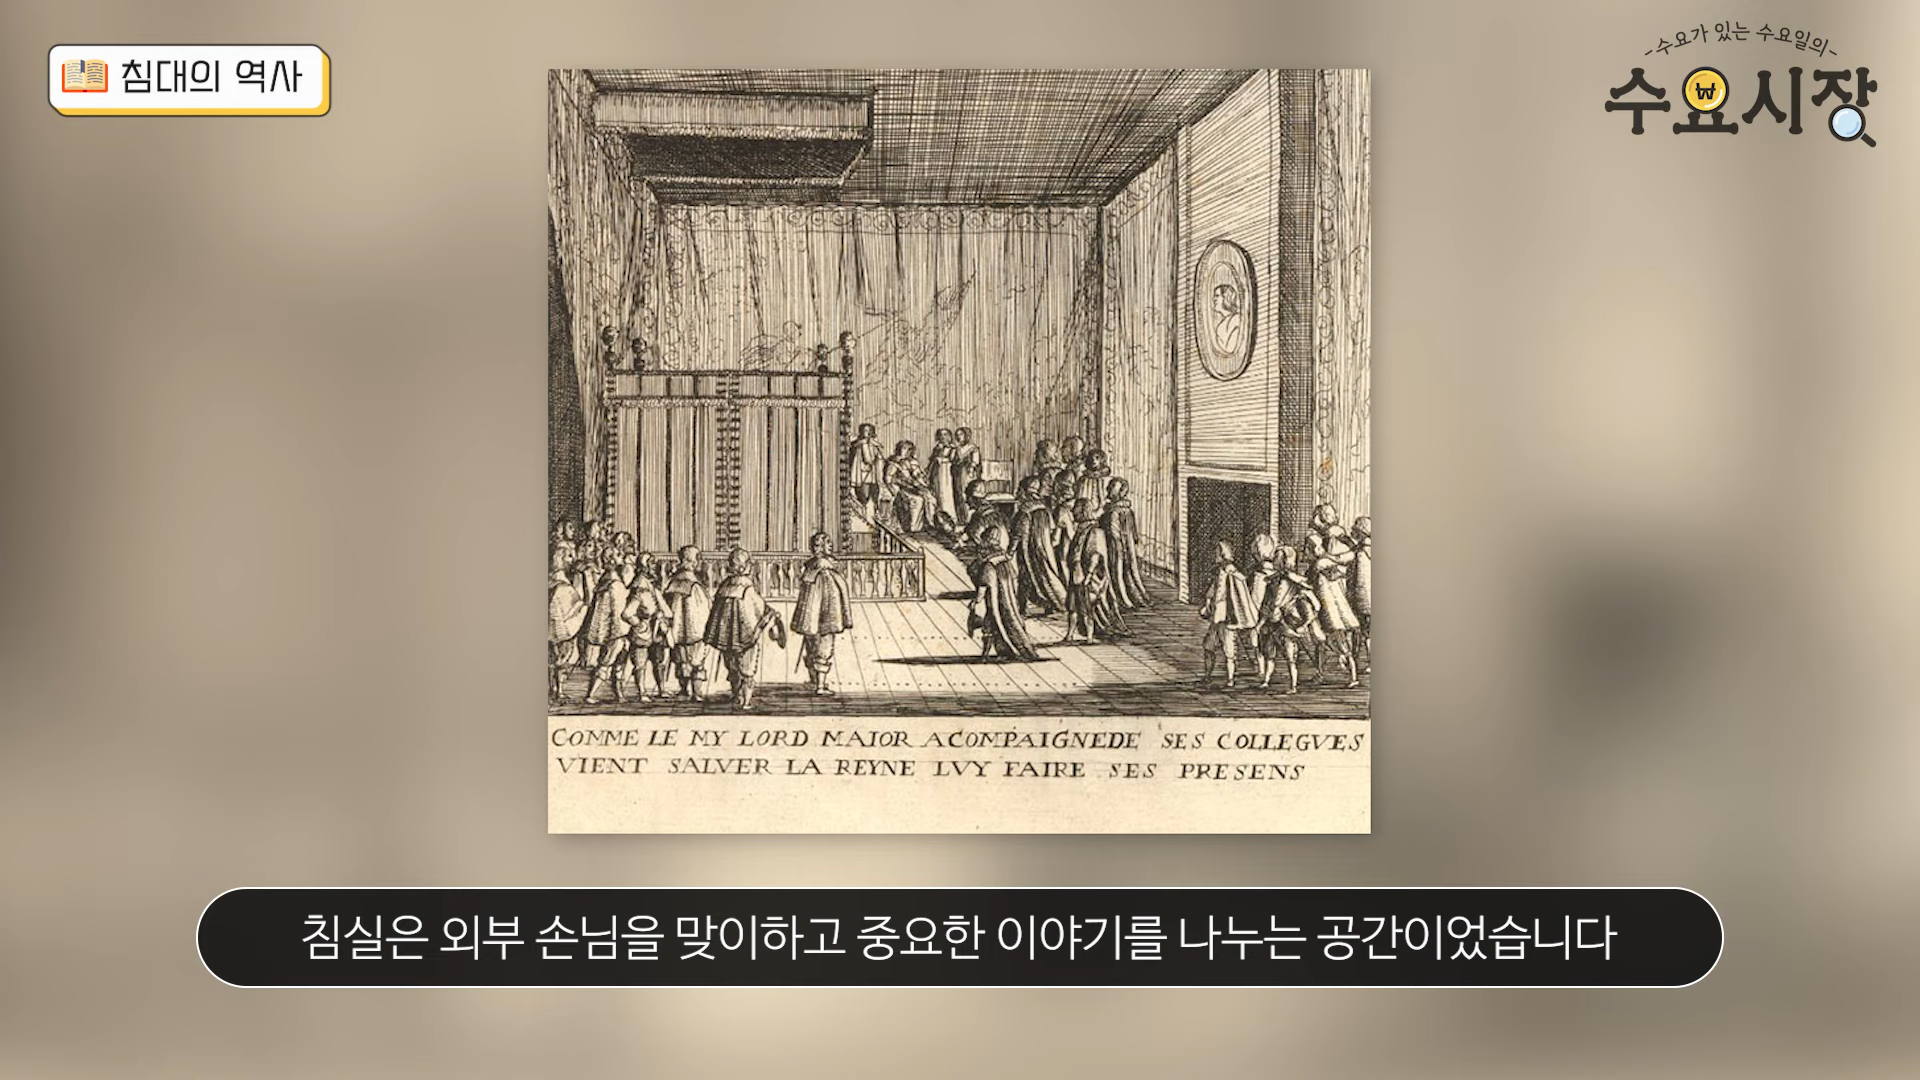 침대의 역사
-수요가 있는 수요일의-
수요시장
COMME LE MY LORD MAIOR ACOMPAIGNEDE SES COLLEGVES
VIENT SALVER LA REYNE LVY FAIRE SES PRESENS
침실은 외부 손님을 맞이하고 중요한 이야기를 나누는 공간이었습니다